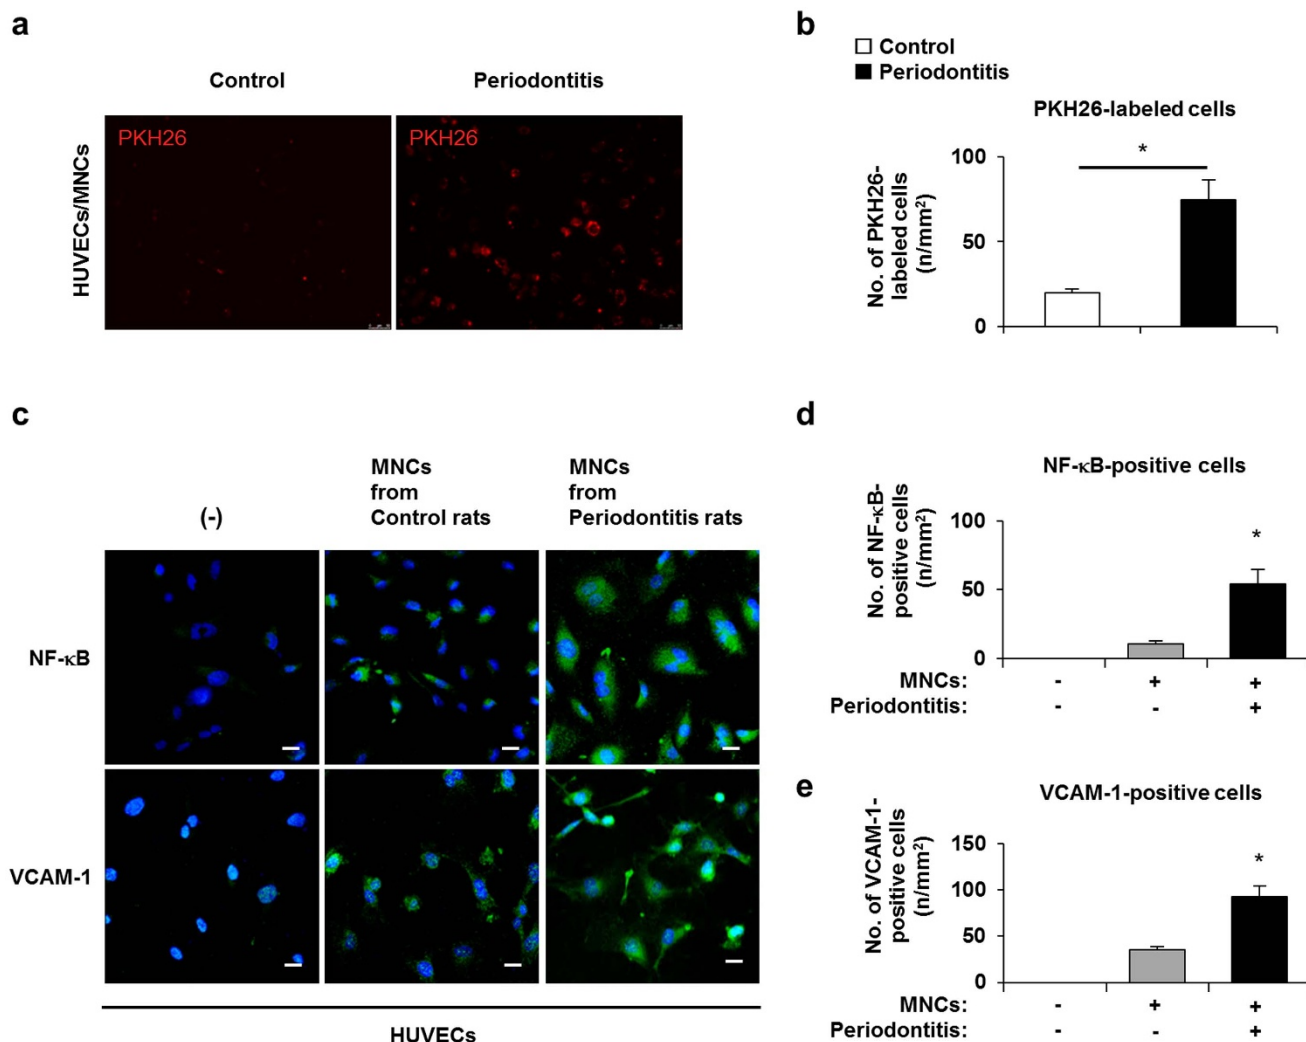 a
Control
Periodontitis
HUVECs/MNCs
PKH26
PKH26
b
Control
Periodontitis
PKH26-labeled cells
No. of PKH26-
labeled cells
(n/mm²)
100
50
0
*
c
(-)
MNCs
from
Control rats
MNCs
from
Periodontitis rats
NF-κB
VCAM-1
HUVECs
d
NF-κB-positive cells
No. of NF-κB-
positive cells
(n/mm²)
100
50
0
*
MNCs: - + +
Periodontitis: - - +
e
VCAM-1-positive cells
No. of VCAM-1-
positive cells
(n/mm²)
150
100
50
0
*
MNCs: - + +
Periodontitis: - - +